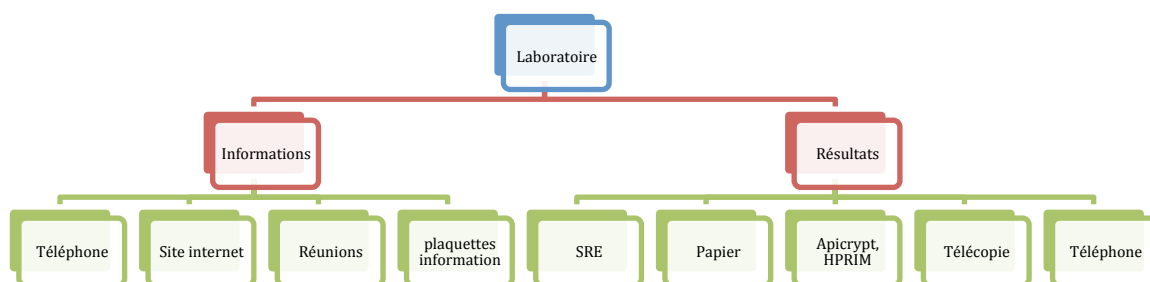 Laboratoire
Informations
Résultats
Téléphone
Site internet
Réunions
plaquettes
information
SRE
Papier
Apicrypt,
HPRIM
Télécopie
Téléphone